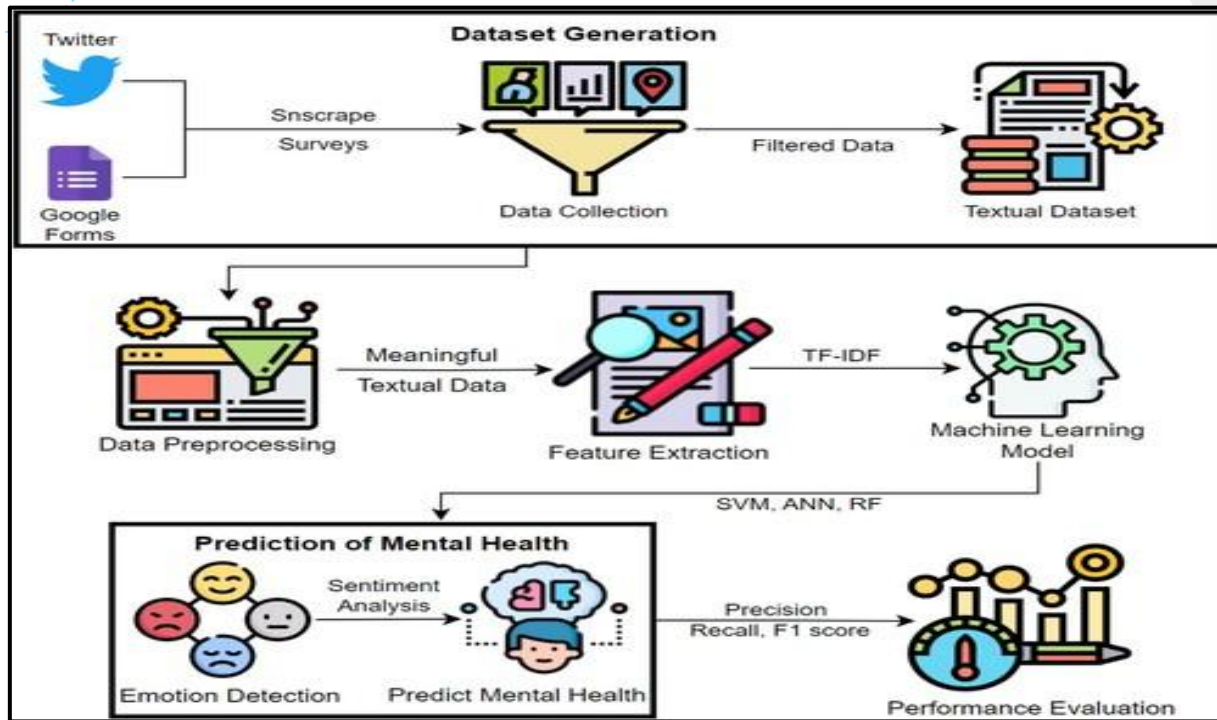 Dataset Generation
Twitter
Snscrape
Surveys
Google
Forms
Data Collection
Filtered Data
Textual Dataset
Data Preprocessing
Meaningful
Textual Data
Feature Extraction
TF-IDF
Machine Learning
Model
SVM, ANN, RF
Prediction of Mental Health
Emotion Detection
Sentiment
Analysis
Predict Mental Health
Precision
Recall, F1 score
Performance Evaluation